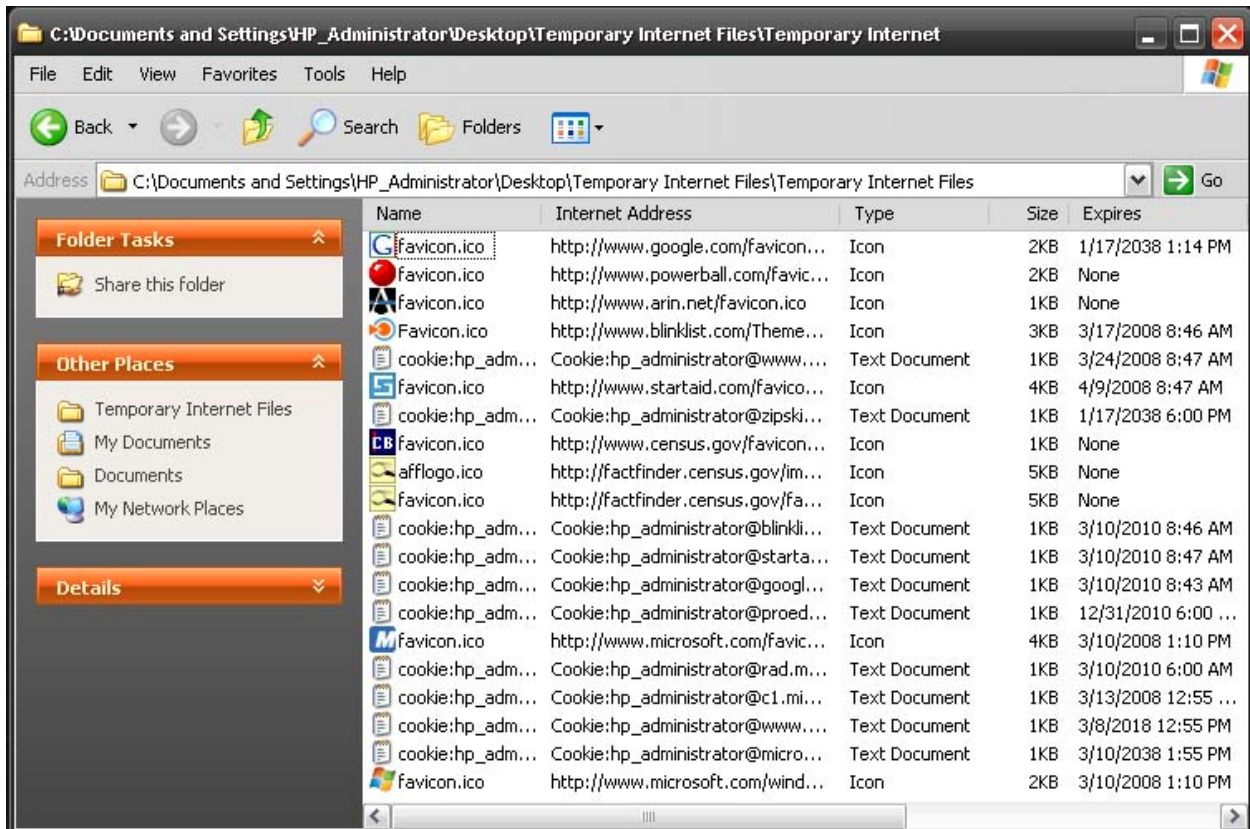 C:\Documents and Settings\HP_Administrator\Desktop\Temporary Internet Files\Temporary Internet
File Edit View Favorites Tools Help
Back Search Folders
Address C:\Documents and Settings\HP_Administrator\Desktop\Temporary Internet Files\Temporary Internet Files Go
Folder Tasks
Share this folder
Other Places
Temporary Internet Files
My Documents
Documents
My Network Places
Details
Name Internet Address Type Size Expires
favicon.ico http://www.google.com/favicon... Icon 2KB 1/17/2038 1:14 PM
favicon.ico http://www.powerball.com/favic... Icon 2KB None
favicon.ico http://www.arin.net/favicon.ico Icon 1KB None
Favicon.ico http://www.blinklist.com/Theme... Icon 3KB 3/17/2008 8:46 AM
cookie:hp_adm... Cookie:hp_administrator@www.... Text Document 1KB 3/24/2008 8:47 AM
favicon.ico http://www.startaid.com/favico... Icon 4KB 4/9/2008 8:47 AM
cookie:hp_adm... Cookie:hp_administrator@zipski... Text Document 1KB 1/17/2038 6:00 PM
favicon.ico http://www.census.gov/favicon... Icon 1KB None
afflogo.ico http://factfinder.census.gov/im... Icon 5KB None
favicon.ico http://factfinder.census.gov/fa... Icon 5KB None
cookie:hp_adm... Cookie:hp_administrator@blinkli... Text Document 1KB 3/10/2010 8:46 AM
cookie:hp_adm... Cookie:hp_administrator@starta... Text Document 1KB 3/10/2010 8:47 AM
cookie:hp_adm... Cookie:hp_administrator@googl... Text Document 1KB 3/10/2010 8:43 AM
cookie:hp_adm... Cookie:hp_administrator@proed... Text Document 1KB 12/31/2010 6:00 ...
favicon.ico http://www.microsoft.com/favic... Icon 4KB 3/10/2008 1:10 PM
cookie:hp_adm... Cookie:hp_administrator@rad.m... Text Document 1KB 3/10/2010 6:00 AM
cookie:hp_adm... Cookie:hp_administrator@c1.mi... Text Document 1KB 3/13/2008 12:55 ...
cookie:hp_adm... Cookie:hp_administrator@www.... Text Document 1KB 3/8/2018 12:55 PM
cookie:hp_adm... Cookie:hp_administrator@micro... Text Document 1KB 3/10/2038 1:55 PM
favicon.ico http://www.microsoft.com/wind... Icon 2KB 3/10/2008 1:10 PM